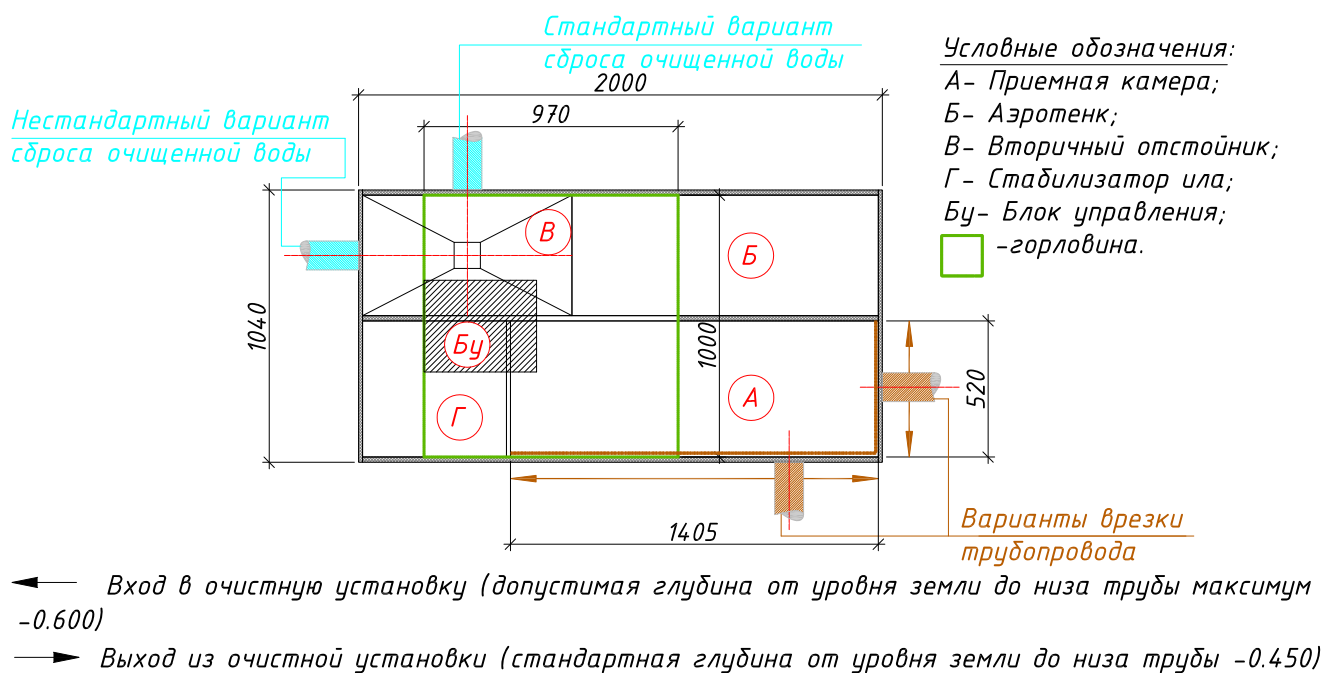 Стандартный вариант
сброса очищенной воды
Нестандартный вариант
сброса очищенной воды
2000
970
1040
1000
520
1405
В
Б
Бу
А
Г
Условные обозначения:
А- Приемная камера;
Б- Аэротенк;
В- Вторичный отстойник;
Г- Стабилизатор ила;
Бу- Блок управления;
-горловина.
Варианты врезки
трубопровода
Вход в очистную установку (допустимая глубина от уровня земли до низа трубы максимум
-0.600)
Выход из очистной установки (стандартная глубина от уровня земли до низа трубы -0.450)